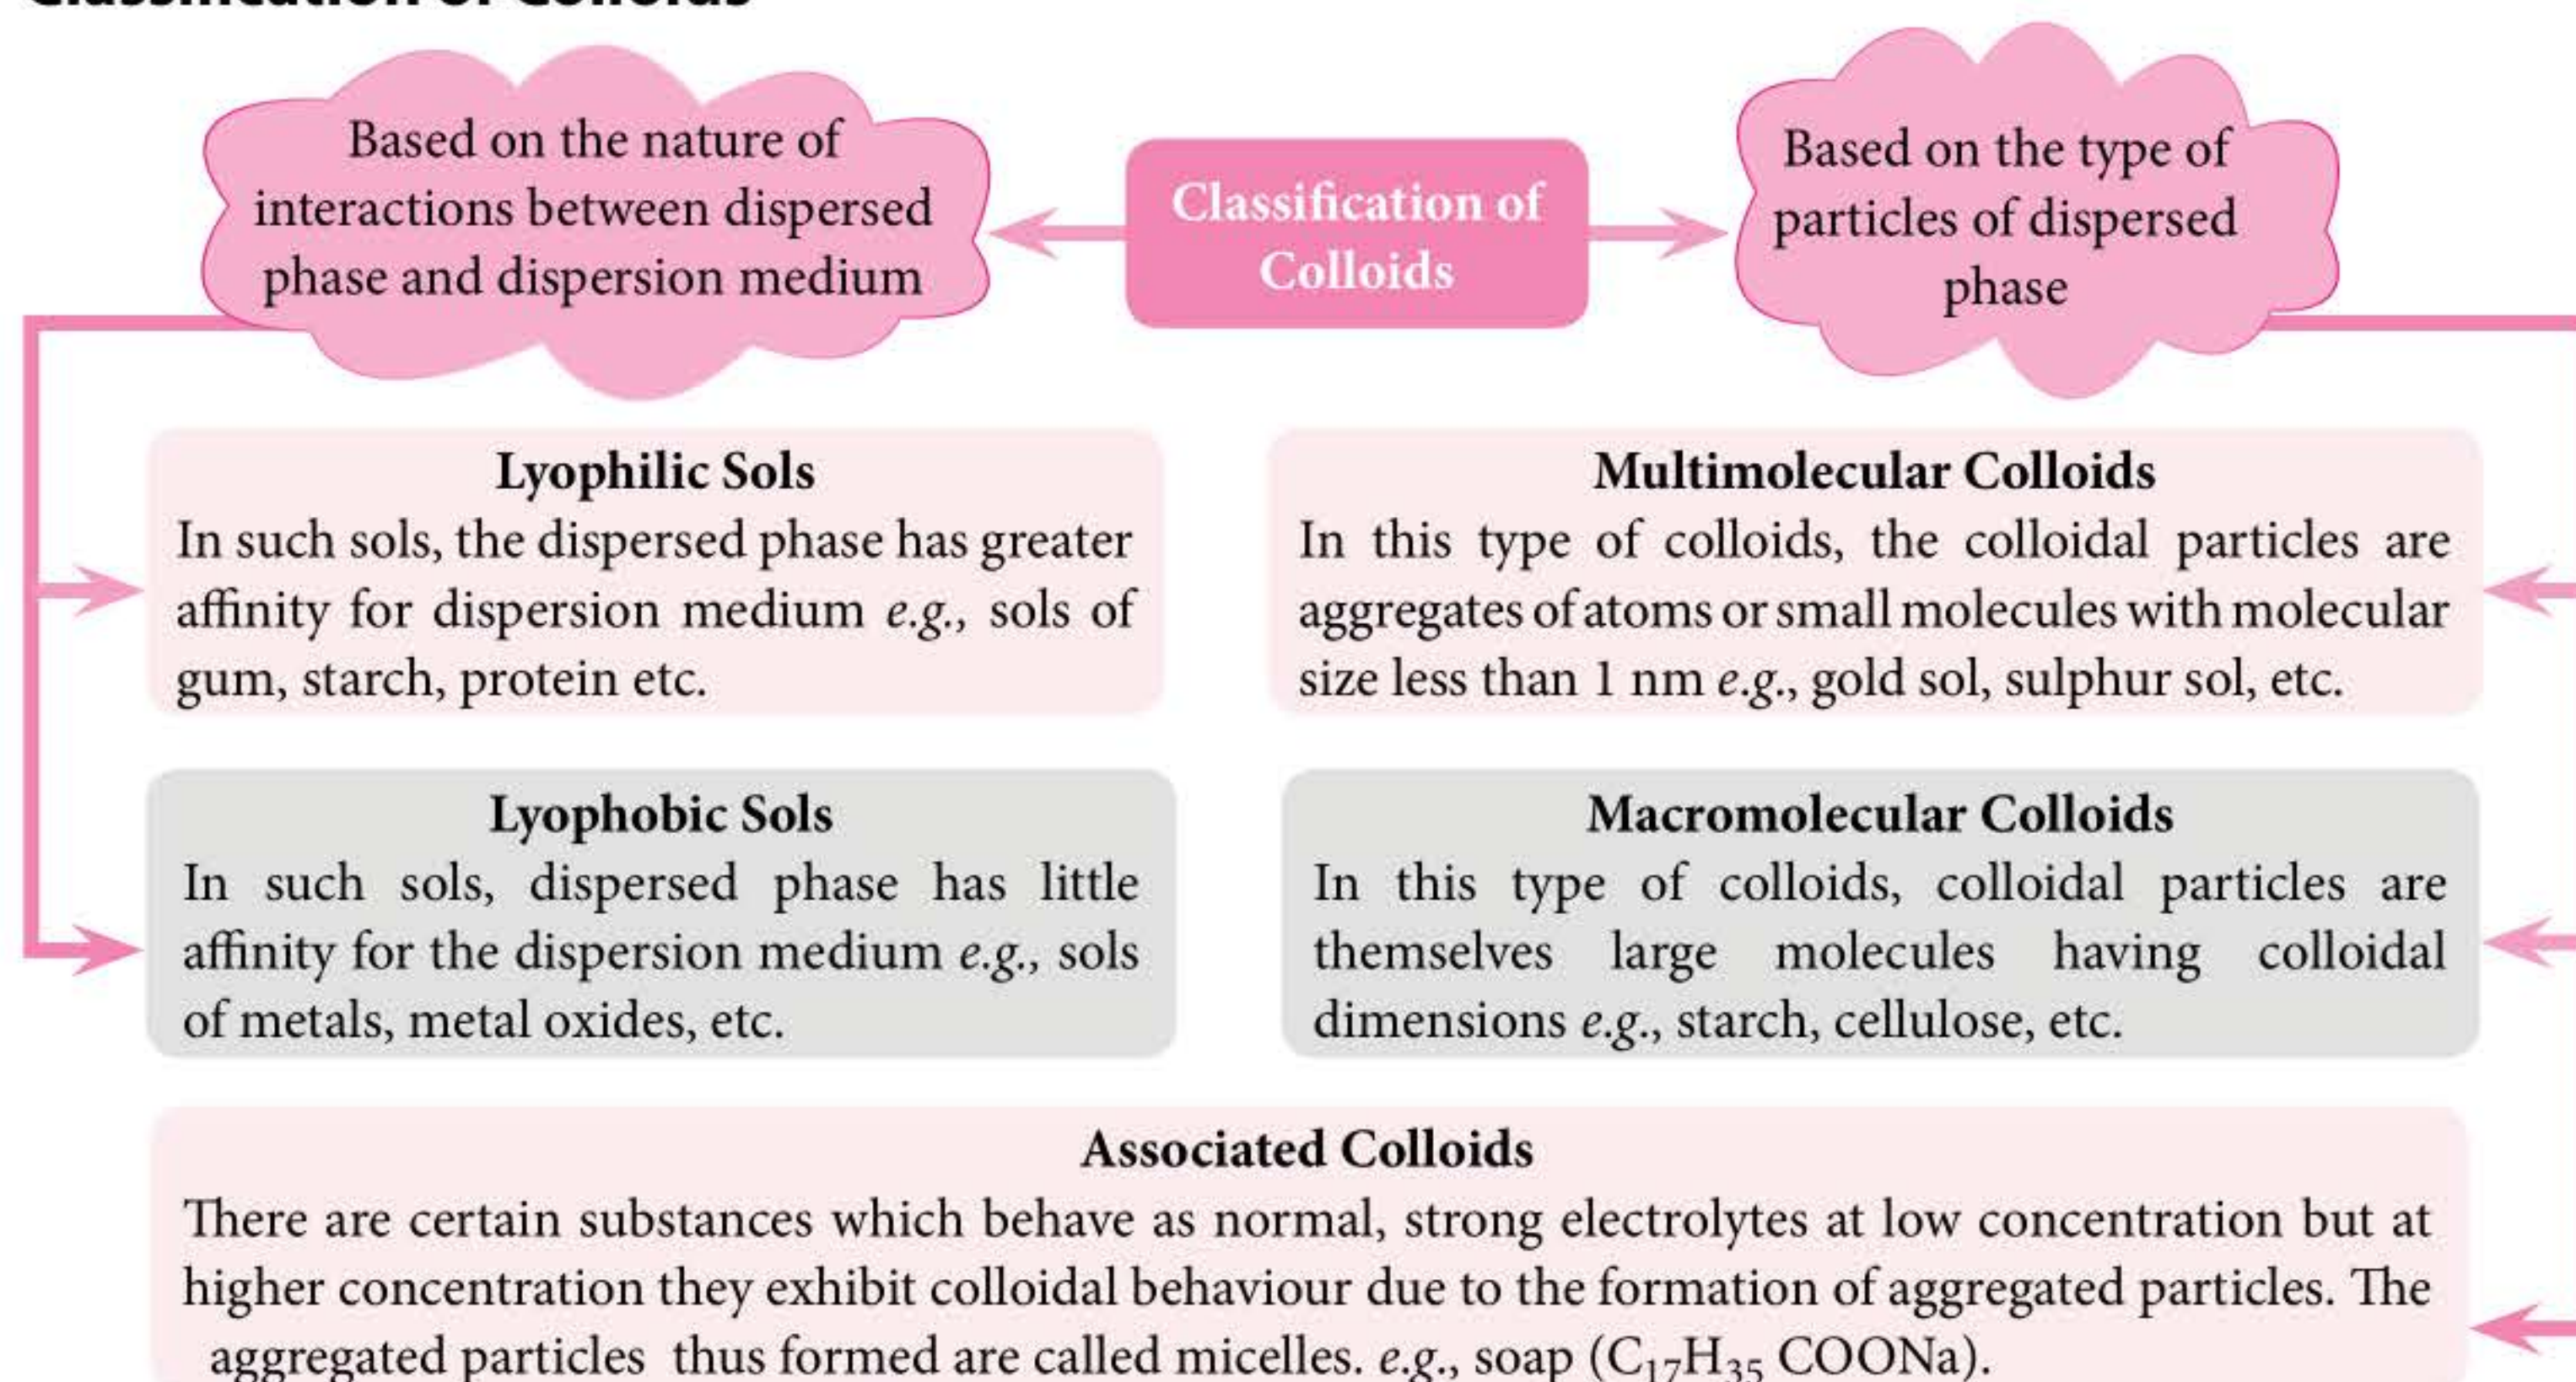 Classification of Colloids
Based on the nature of
interactions between dispersed
phase and dispersion medium
Classification of
Colloids
Based on the type of
particles of dispersed
phase
Lyophilic Sols
In such sols, the dispersed phase has greater
affinity for dispersion medium e.g., sols of
gum, starch, protein etc.
Multimolecular Colloids
In this type of colloids, the colloidal particles are
aggregates of atoms or small molecules with molecular
size less than 1 nm e.g., gold sol, sulphur sol, etc.
Lyophobic Sols
In such sols, dispersed phase has little
affinity for the dispersion medium e.g., sols
of metals, metal oxides, etc.
Macromolecular Colloids
In this type of colloids, colloidal particles are
themselves large molecules having colloidal
dimensions e.g., starch, cellulose, etc.
Associated Colloids
There are certain substances which behave as normal, strong electrolytes at low concentration but at
higher concentration they exhibit colloidal behaviour due to the formation of aggregated particles. The
aggregated particles thus formed are called micelles. e.g., soap (C₁₇H₃₅ COONa).